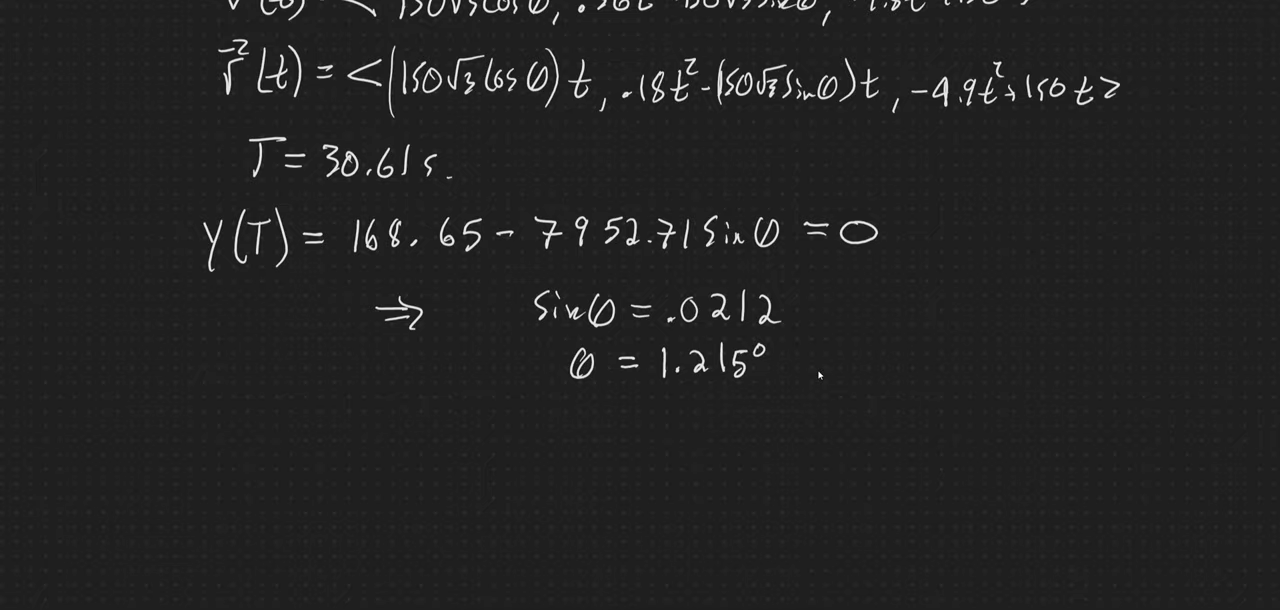 r⃗(t) = <(150√3 cos θ)t, .18t² - (150√3 sin θ)t, -4.9t² + 150t>
T = 30.61 s.
Y(T) = 168.65 - 7952.71 sin θ = 0
⇒ sin θ = .0212
θ = 1.215°